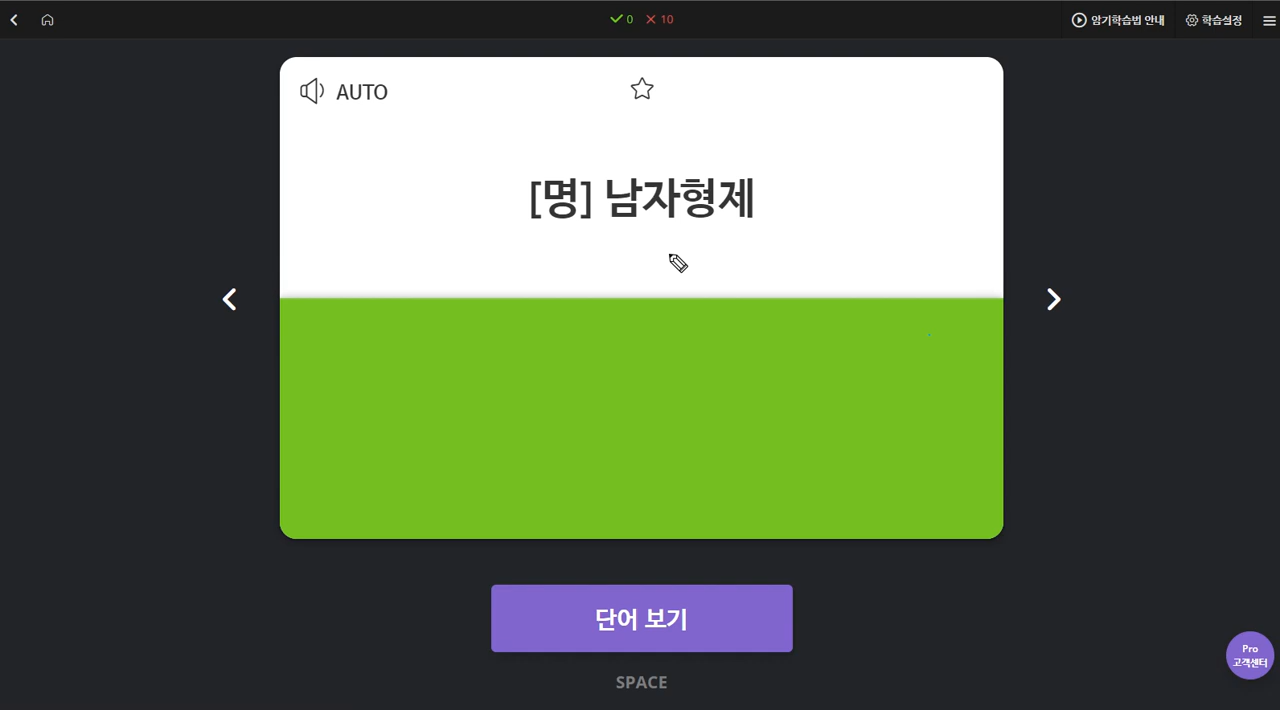 0 10
암기학습법 안내
학습설정
AUTO
[명] 남자형제
단어 보기
SPACE
Pro
고객센터